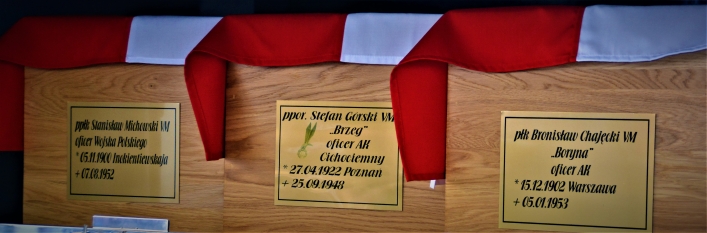 ppłk Stanisław Michowski VM
oficer Wojska Polskiego
* 05.11.1900 Inokientiewskaja
+ 07.08.1952
ppor. Stefan Górski VM
„Brzeg”
oficer AK
Cichociemny
* 27.04.1922 Poznań
+ 25.09.1948
płk Bronisław Chajęcki VM
„Boryna”
oficer AK
* 15.12.1902 Warszawa
+ 05.01.1953